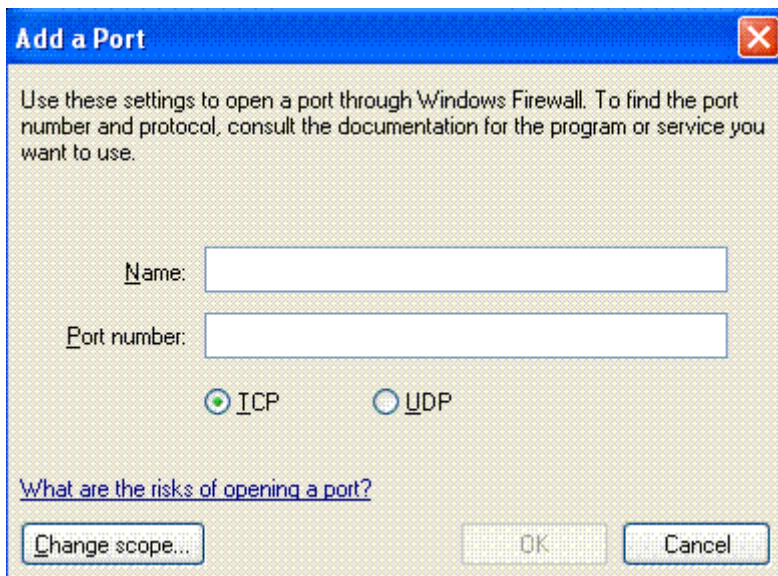 Add a Port
Use these settings to open a port through Windows Firewall. To find the port
number and protocol, consult the documentation for the program or service you
want to use.
Name:
Port number:
TCP
UDP
What are the risks of opening a port?
Change scope...
OK
Cancel